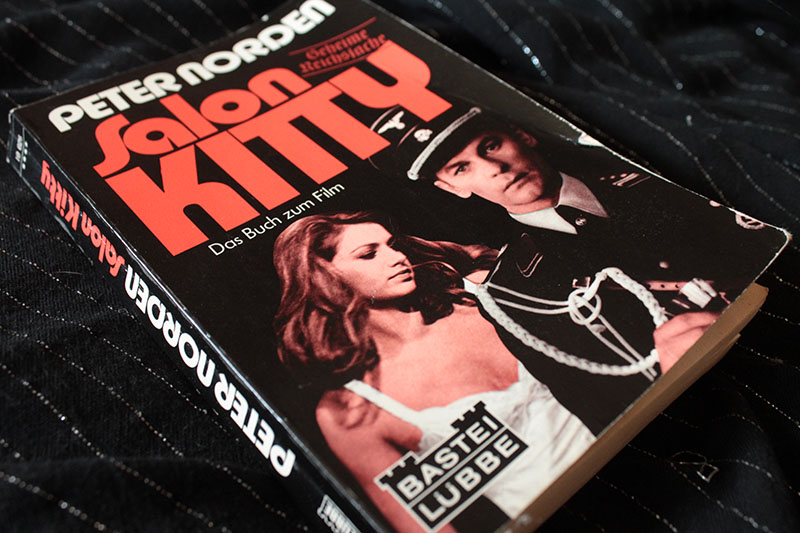 PETER NORDEN
Geheime
Reichssache
Salon
KITTY
Das Buch zum Film
BASTEI
LÜBBE
PETER NORDEN Salon Kitty